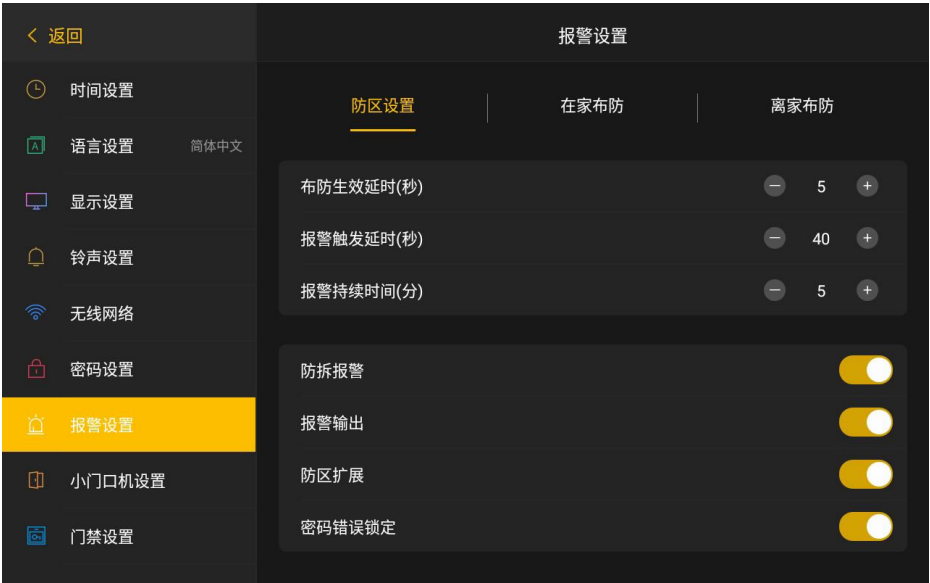 返回
报警设置
时间设置
语言设置 简体中文
显示设置
铃声设置
无线网络
密码设置
报警设置
小门口机设置
门禁设置
防区设置 在家布防 离家布防
布防生效延时(秒) － 5 +
报警触发延时(秒) － 40 +
报警持续时间(分) － 5 +
防拆报警
报警输出
防区扩展
密码错误锁定